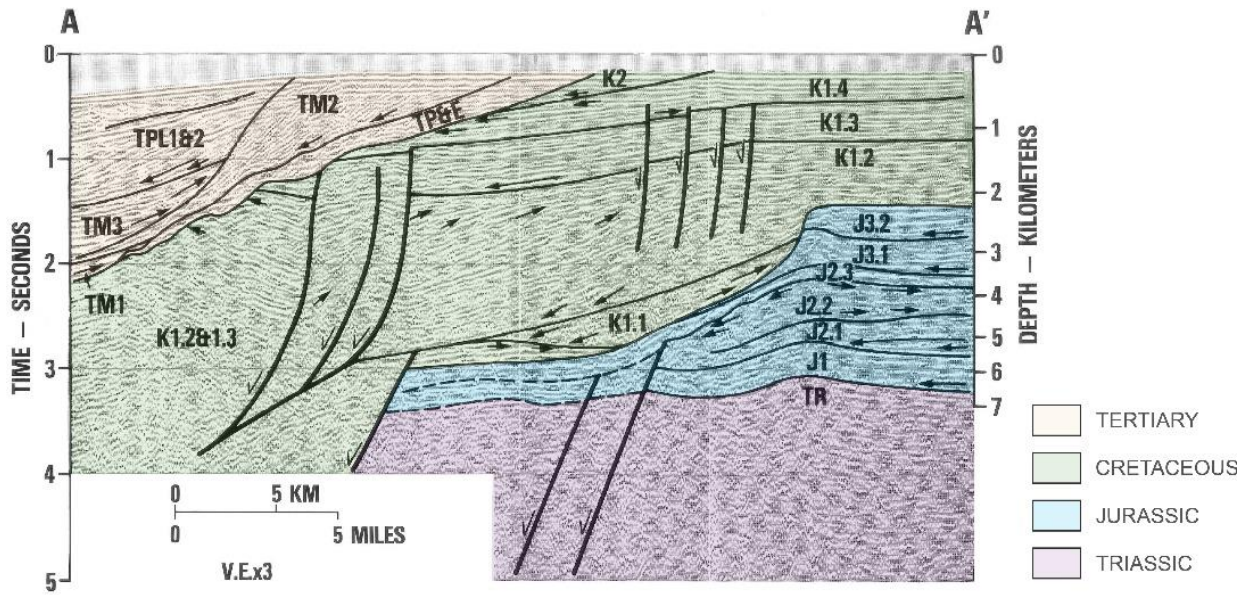 A
A'
0
1
2
3
4
5
TIME – SECONDS
0
1
2
3
4
5
6
7
DEPTH – KILOMETERS
K2
K1.4
TM2
TP&E
K1.3
TPL1&2
K1.2
TM3
J3.2
J3.1
J2.3
TM1
J2.2
K1.2&1.3
K1.1
J2.1
J1
TR
0 5 KM
0 5 MILES
V.E.x3
TERTIARY
CRETACEOUS
JURASSIC
TRIASSIC